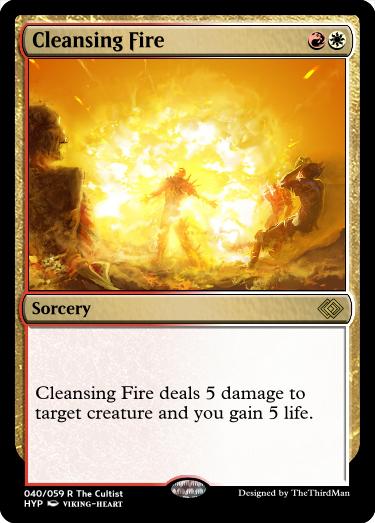 Cleansing Fire
Sorcery
Cleansing Fire deals 5 damage to
target creature and you gain 5 life.
040/059 R The Cultist
HYP VIKING-HEART
Designed by TheThirdMan